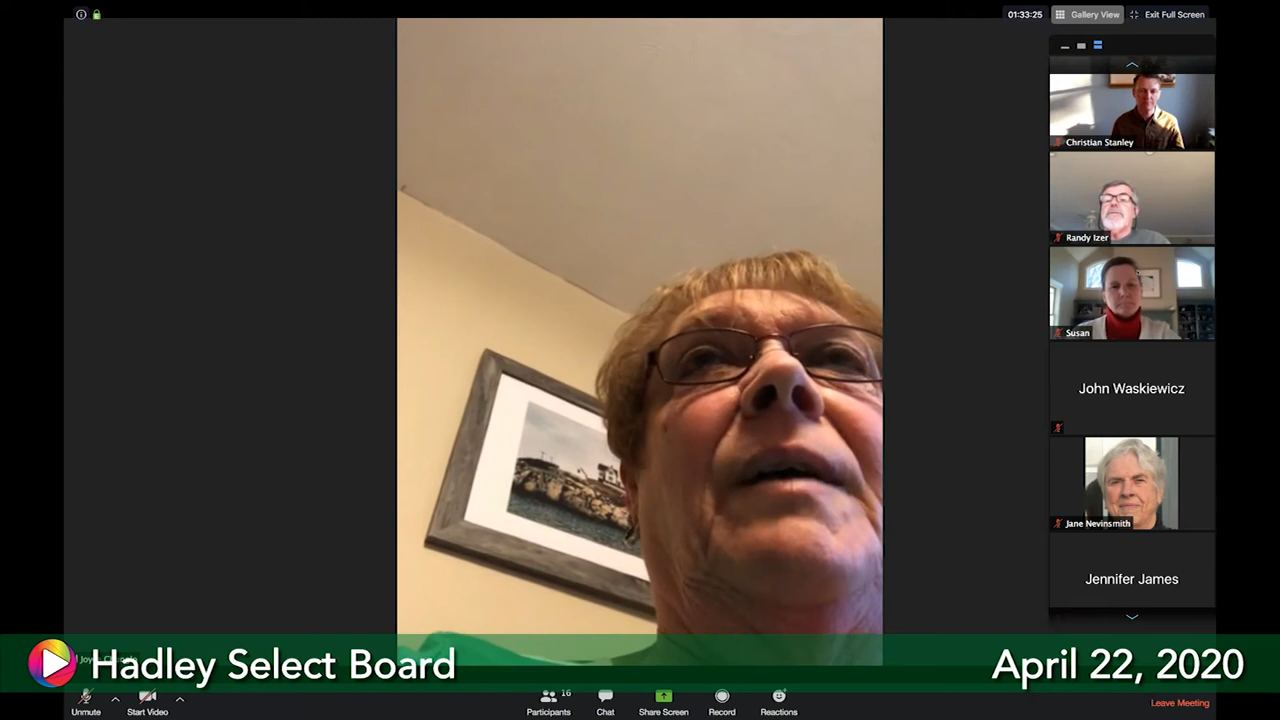 01:33:25
Gallery View
Exit Full Screen
Christian Stanley
Randy Izer
Susan
John Waskiewicz
Jane Nevinsmith
Jennifer James
Hadley Select Board
April 22, 2020
Unmute
Start Video
16
Participants
Chat
Share Screen
Record
Reactions
Leave Meeting